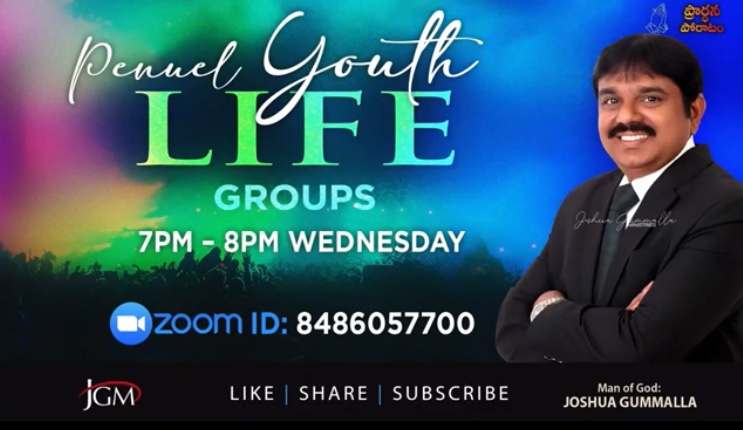 ప్రార్థన
పోరాటం
Penuel Youth
LIFE
GROUPS
7PM – 8PM WEDNESDAY
zoom ID: 8486057700
Joshua Gummalla
JGM
LIKE | SHARE | SUBSCRIBE
Man of God:
JOSHUA GUMMALLA